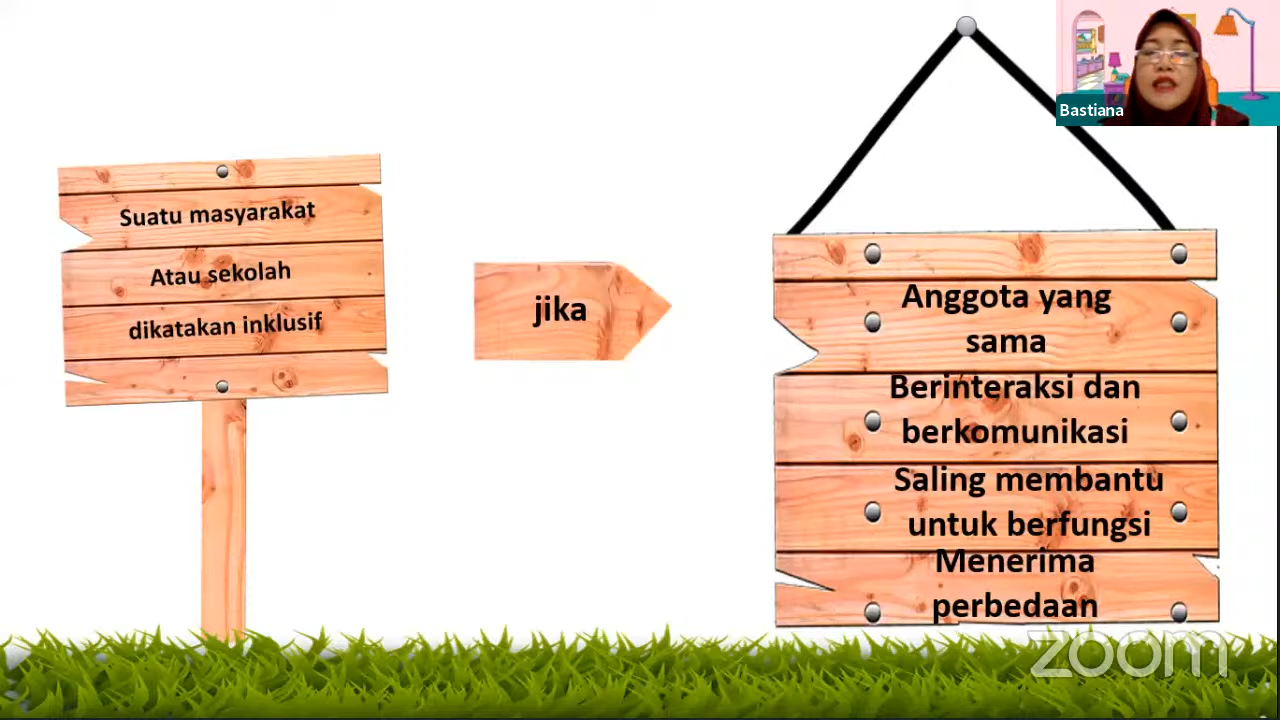 Suatu masyarakat
Atau sekolah
dikatakan inklusif
jika
Anggota yang
sama
Berinteraksi dan
berkomunikasi
Saling membantu
untuk berfungsi
Menerima
perbedaan
Bastiana
zoom